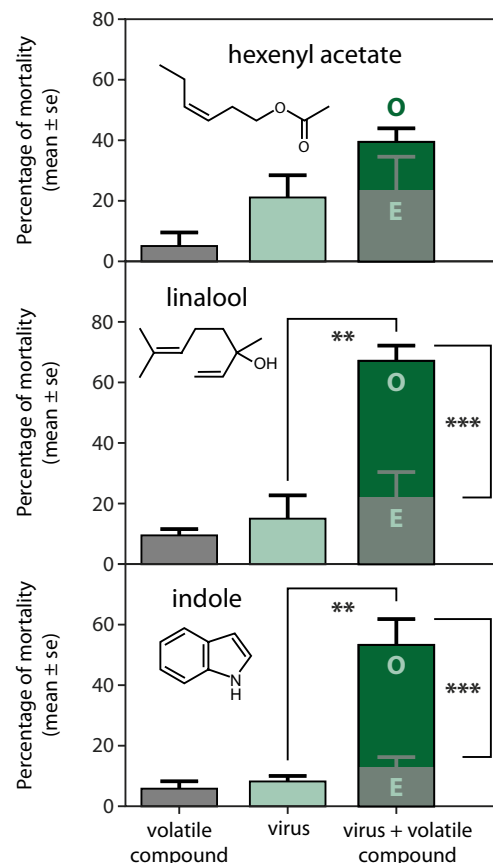 80
60
40
20
0
Percentage of mortality
(mean ± se)
hexenyl acetate
O
O
O
E
80
60
40
20
0
Percentage of mortality
(mean ± se)
linalool
OH
**
O
***
E
80
60
40
20
0
Percentage of mortality
(mean ± se)
indole
N
H
**
O
***
E
volatile
compound
virus
virus + volatile
compound